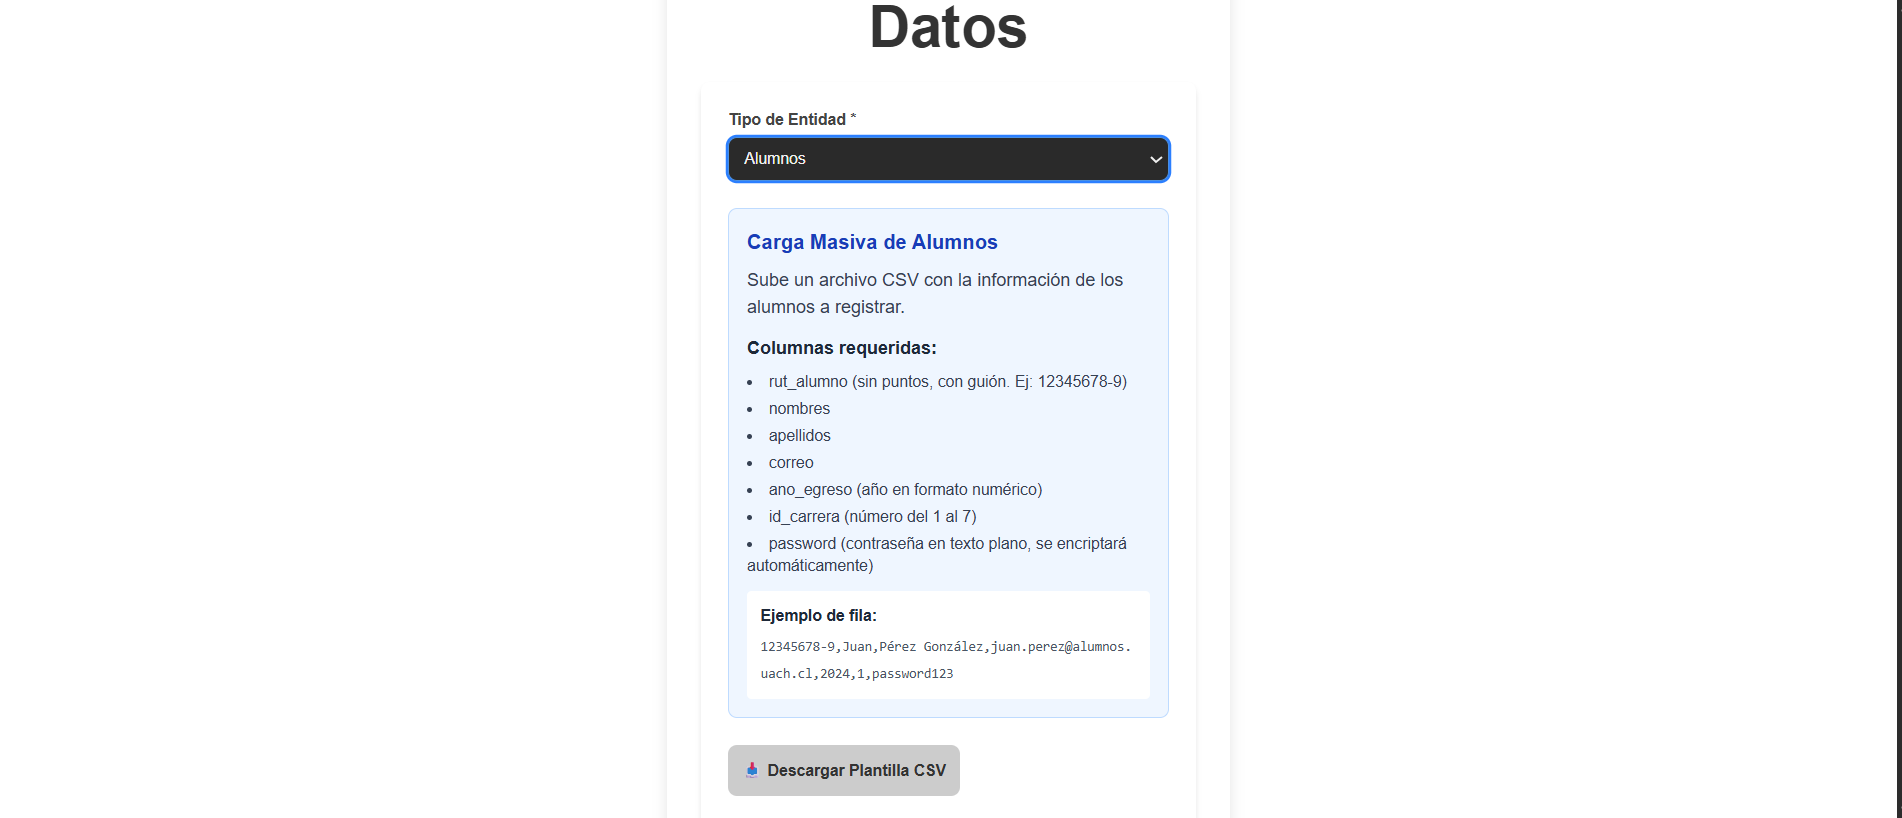 Datos
Tipo de Entidad *
Alumnos
Carga Masiva de Alumnos
Sube un archivo CSV con la información de los
alumnos a registrar.
Columnas requeridas:
• rut_alumno (sin puntos, con guión. Ej: 12345678-9)
• nombres
• apellidos
• correo
• ano_egreso (año en formato numérico)
• id_carrera (número del 1 al 7)
• password (contraseña en texto plano, se encriptará
automáticamente)
Ejemplo de fila:
12345678-9,Juan,Pérez González,juan.perez@alumnos.
uach.cl,2024,1,password123
Descargar Plantilla CSV